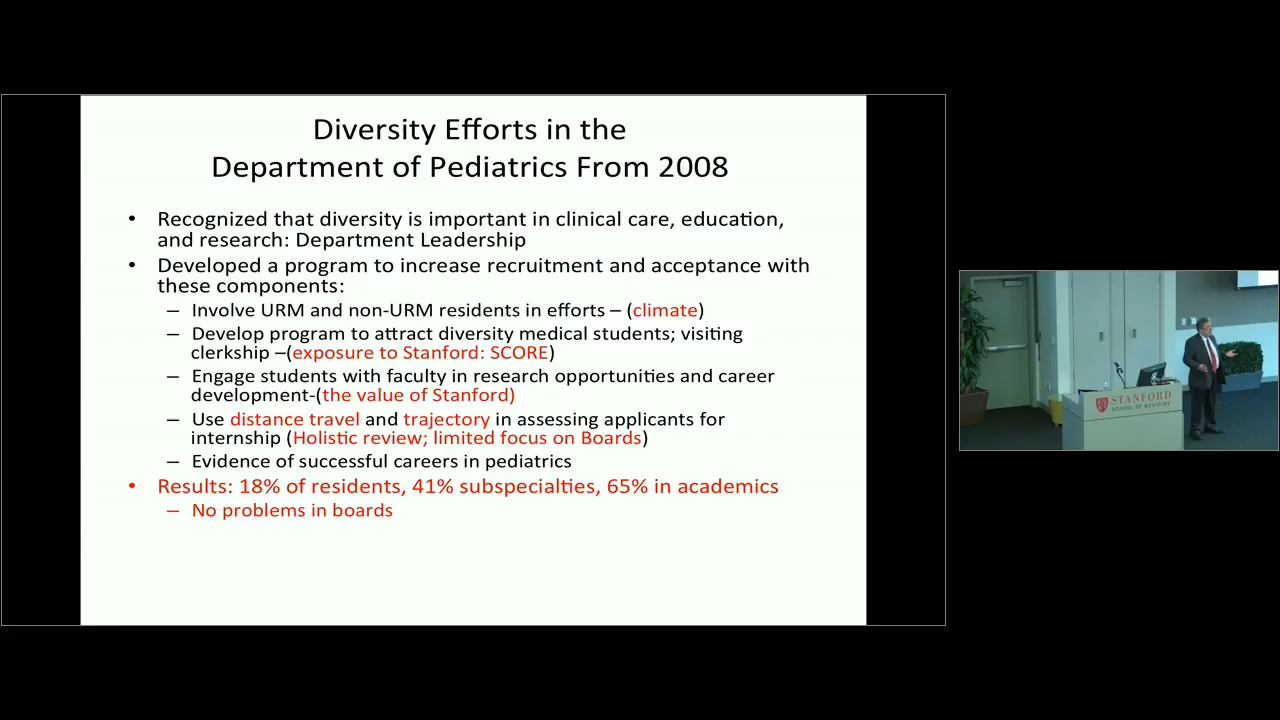 Diversity Efforts in the
Department of Pediatrics From 2008
• Recognized that diversity is important in clinical care, education,
and research: Department Leadership
• Developed a program to increase recruitment and acceptance with
these components:
– Involve URM and non-URM residents in efforts – (climate)
– Develop program to attract diversity medical students; visiting
clerkship –(exposure to Stanford: SCORE)
– Engage students with faculty in research opportunities and career
development-(the value of Stanford)
– Use distance travel and trajectory in assessing applicants for
internship (Holistic review; limited focus on Boards)
– Evidence of successful careers in pediatrics
• Results: 18% of residents, 41% subspecialties, 65% in academics
– No problems in boards
STANFORD
SCHOOL OF MEDICINE